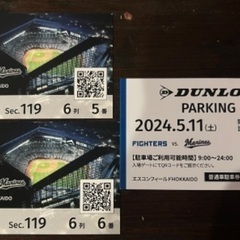 Marines
Sec. 119 6列 5番
Marines
Sec. 119 6列 6番
DUNLOP
PARKING
2024.5.11(土)
FIGHTERS vs. Marines
【駐車場ご利用可能時間】9:00~24:00
エスコンフィールドHOKKAIDO
普通車駐車券